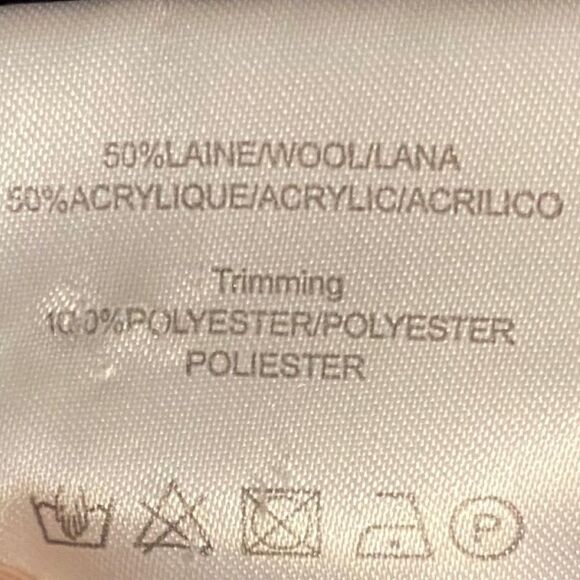 50%LAINE/WOOL/LANA
50%ACRYLIQUE/ACRYLIC/ACRILICO
Trimming
100%POLYESTER/POLYESTER
POLIESTER
P